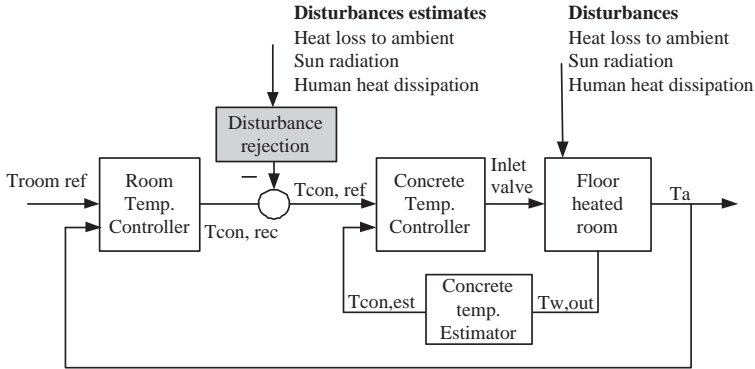 Disturbances estimates
Heat loss to ambient
Sun radiation
Human heat dissipation
Disturbances
Heat loss to ambient
Sun radiation
Human heat dissipation
Disturbance
rejection
−
Troom ref
Room
Temp.
Controller
Tcon, rec
Tcon, ref
Concrete
Temp.
Controller
Inlet
valve
Floor
heated
room
Ta
Tcon,est
Concrete
temp.
Estimator
Tw,out